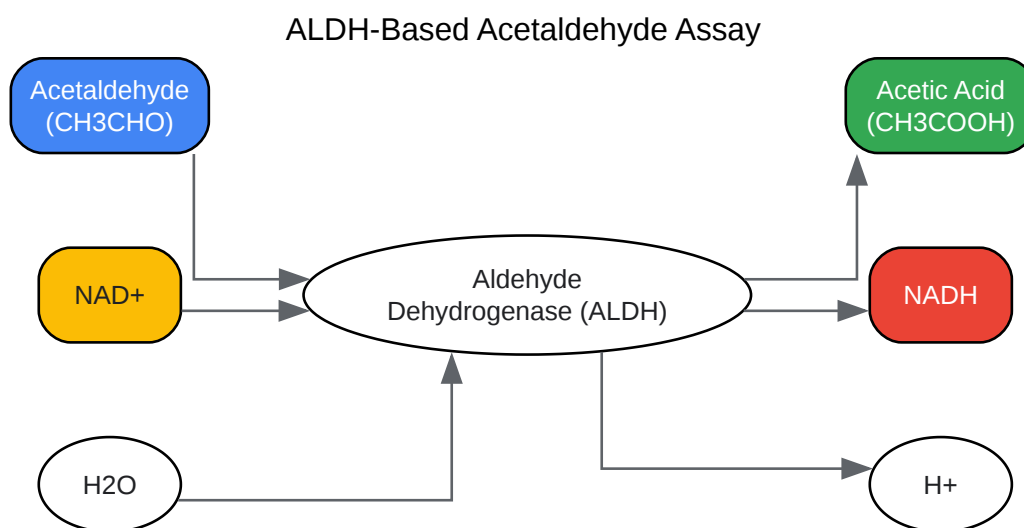 ALDH-Based Acetaldehyde Assay
Acetaldehyde
(CH3CHO)
Acetic Acid
(CH3COOH)
NAD+
Aldehyde
Dehydrogenase (ALDH)
NADH
H2O
H+